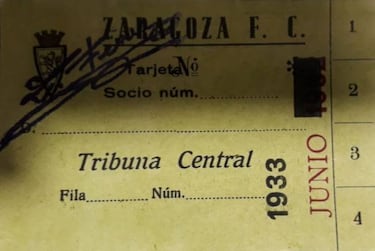 ZARAGOZA F. C.
Tarjeta Nº
Socio núm.
D.
Tribuna Central
Fila Núm.
1933
JUNIO
1
2
3
4